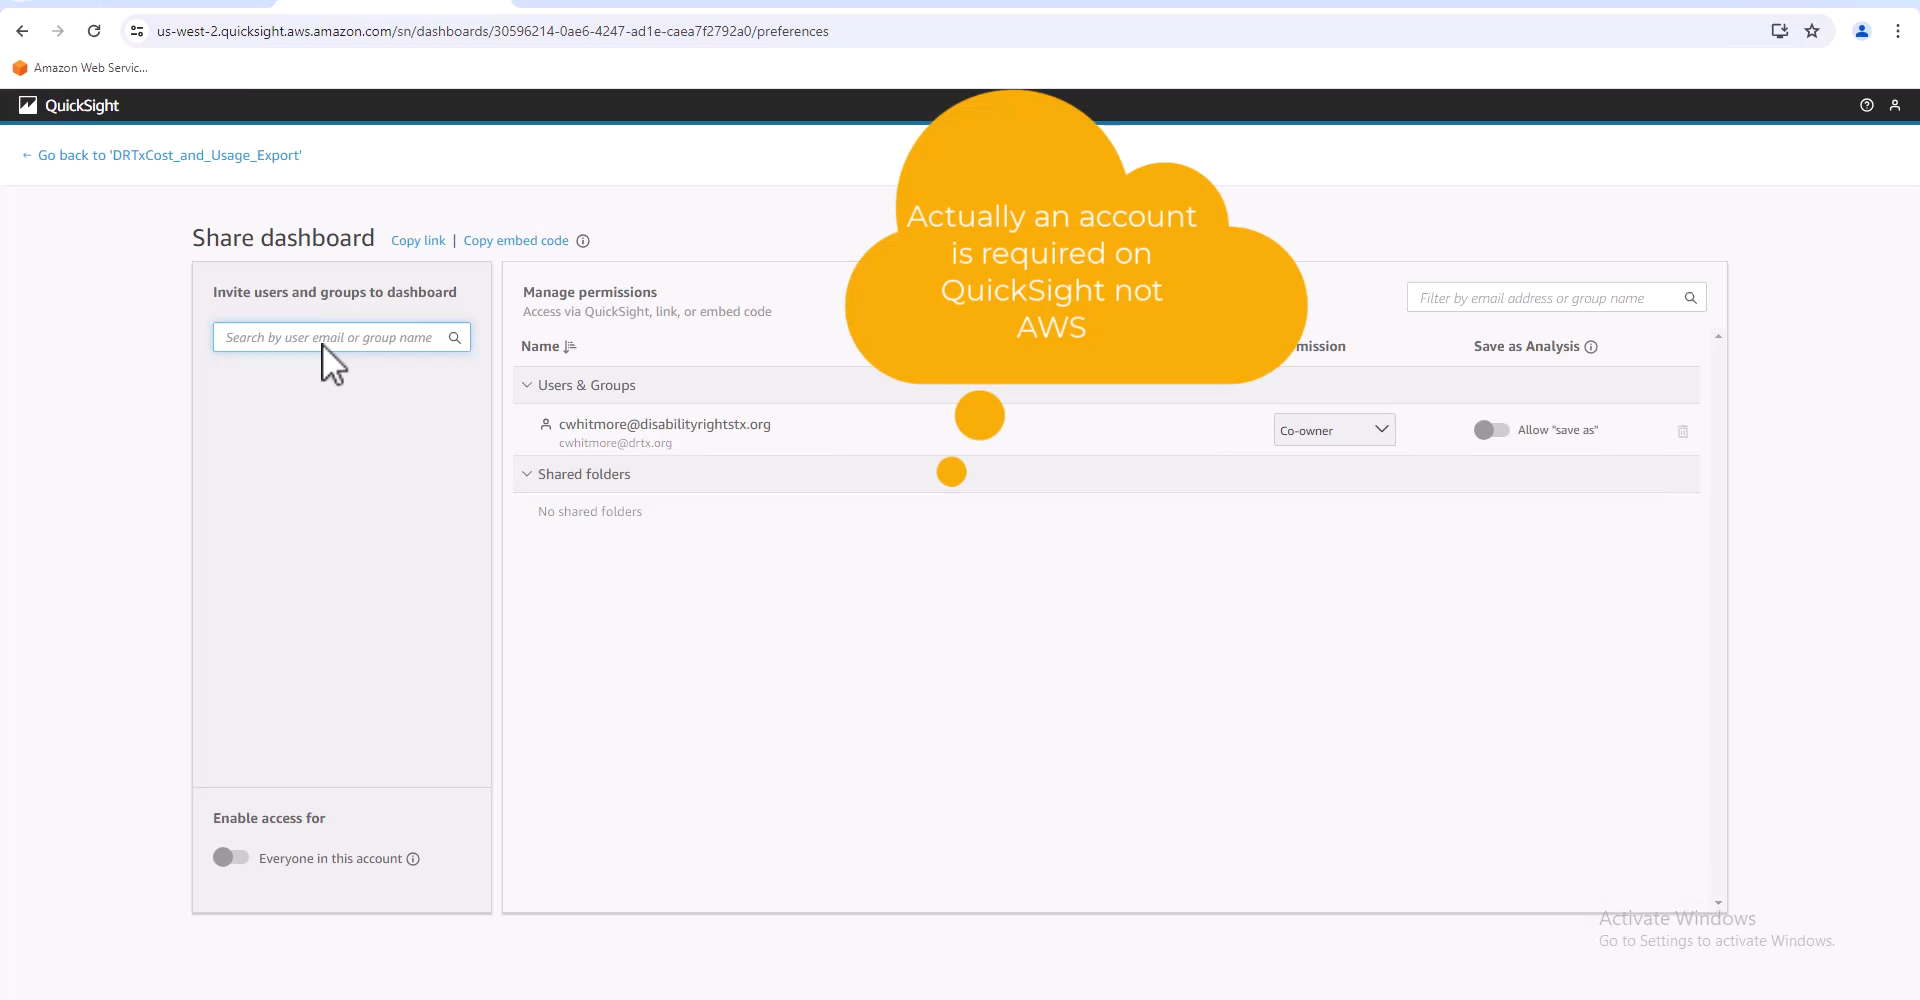 us-west-2.quicksight.aws.amazon.com/sn/dashboards/30596214-0ae6-4247-ad1e-caea7f2792a0/preferences
Amazon Web Servic...
QuickSight
← Go back to 'DRTxCost_and_Usage_Export'
Share dashboard Copy link | Copy embed code
Invite users and groups to dashboard
Search by user email or group name
Enable access for
Everyone in this account
Manage permissions
Access via QuickSight, link, or embed code
Filter by email address or group name
Name mission Save as Analysis
Users & Groups
cwhitmore@disabilityrightstx.org
cwhitmore@drtx.org
Co-owner
Allow "save as"
Shared folders
No shared folders
Actually an account
is required on
QuickSight not
AWS
Activate Windows
Go to Settings to activate Windows.